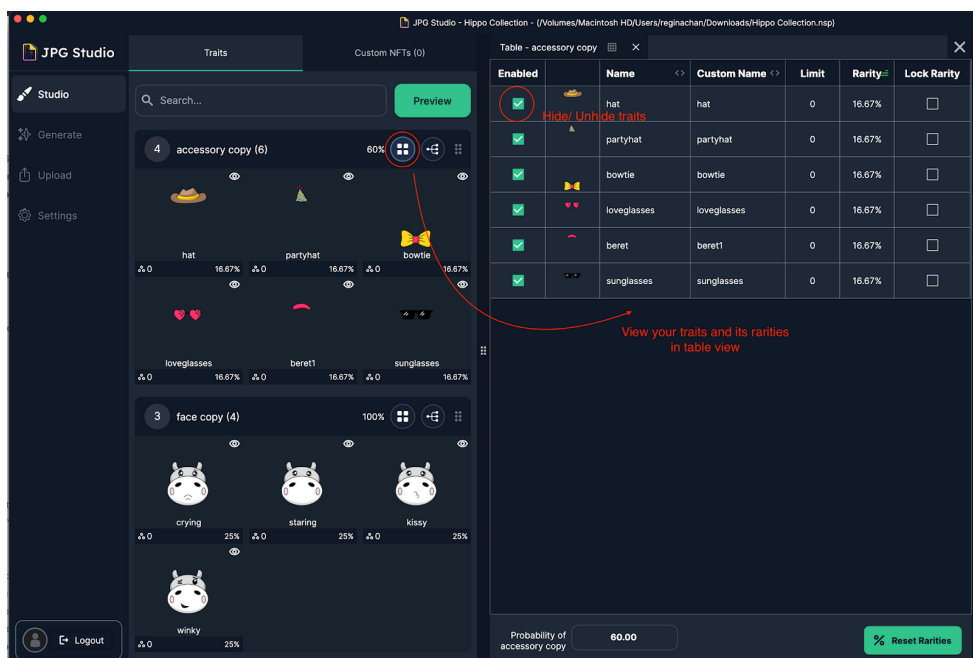 JPG Studio - Hippo Collection - (/Volumes/Macintosh HD/Users/reginachan/Downloads/Hippo Collection.nsp)
JPG Studio
Studio
Generate
Upload
Settings
Logout
Traits
Custom NFTs (0)
Search...
Preview
4 accessory copy (6) 60%
hat partyhat bowtie
0 16.67% 0 16.67% 0 16.67%
loveglasses beret1 sunglasses
0 16.67% 0 16.67% 0 16.67%
3 face copy (4) 100%
crying staring kissy
0 25% 0 25% 0 25%
winky
0 25%
Table - accessory copy
Enabled Name Custom Name Limit Rarity Lock Rarity
hat hat 0 16.67%
Hide/ Unhide traits
partyhat partyhat 0 16.67%
bowtie bowtie 0 16.67%
loveglasses loveglasses 0 16.67%
beret beret1 0 16.67%
sunglasses sunglasses 0 16.67%
View your traits and its rarities
in table view
Probability of
accessory copy
60.00
Reset Rarities